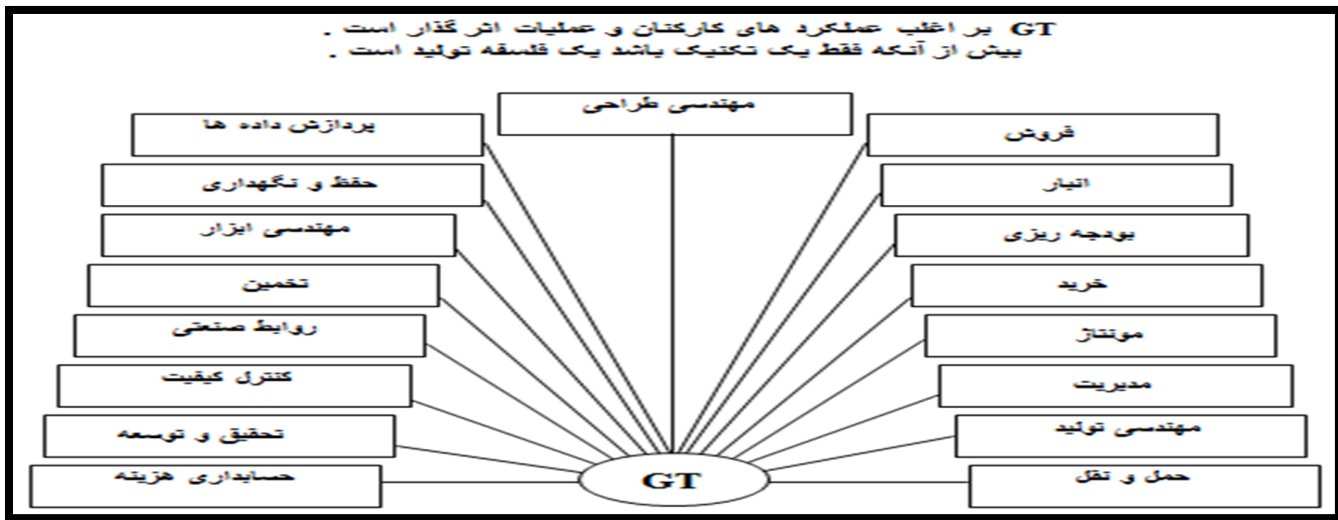 GT بر اغلب عملکرد های کارکنان و عملیات اثر گذار است .
بیش از آنکه فقط یک تکنیک باشد یک فلسفه تولید است .
مهندسی طراحی
فروش
پردازش داده ها
انبار
حفظ و نگهداری
بودجه ریزی
مهندسی ابزار
خرید
تخمین
مونتاژ
روابط صنعتی
مدیریت
کنترل کیفیت
مهندسی تولید
تحقیق و توسعه
حمل و نقل
حسابداری هزینه
GT